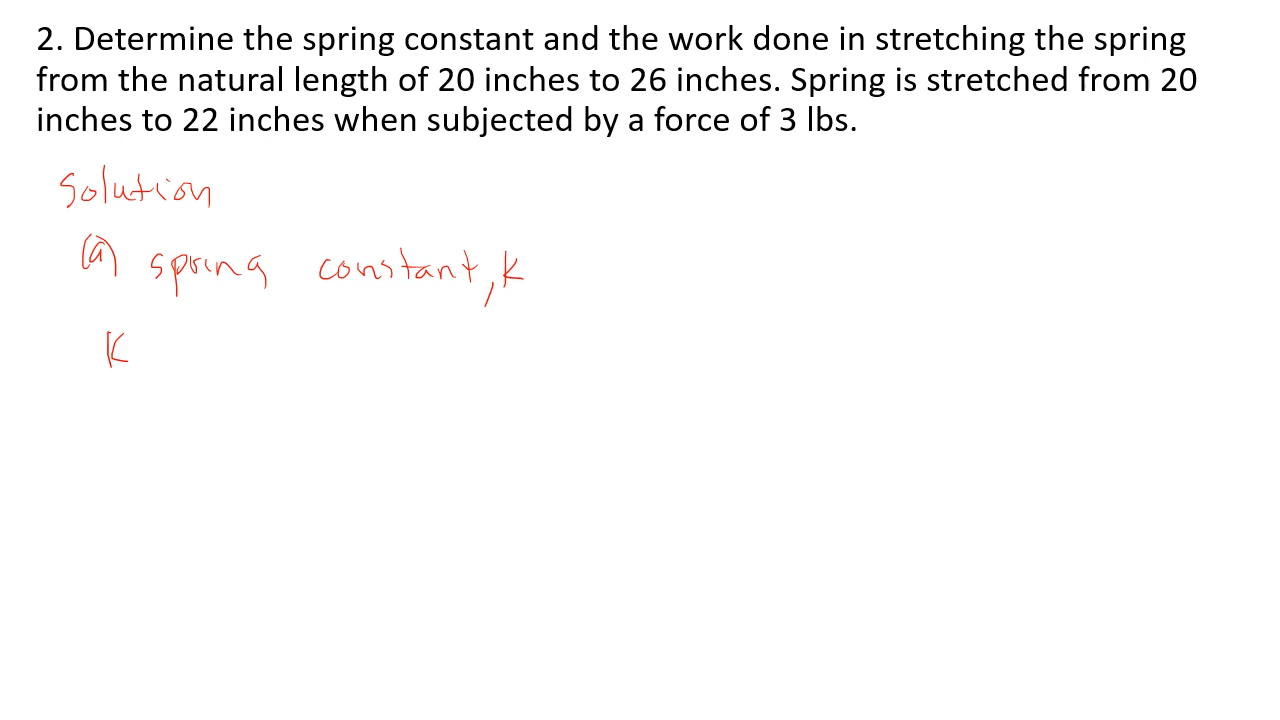 2. Determine the spring constant and the work done in stretching the spring
from the natural length of 20 inches to 26 inches. Spring is stretched from 20
inches to 22 inches when subjected by a force of 3 lbs.
Solution
(a) spring constant, k
K